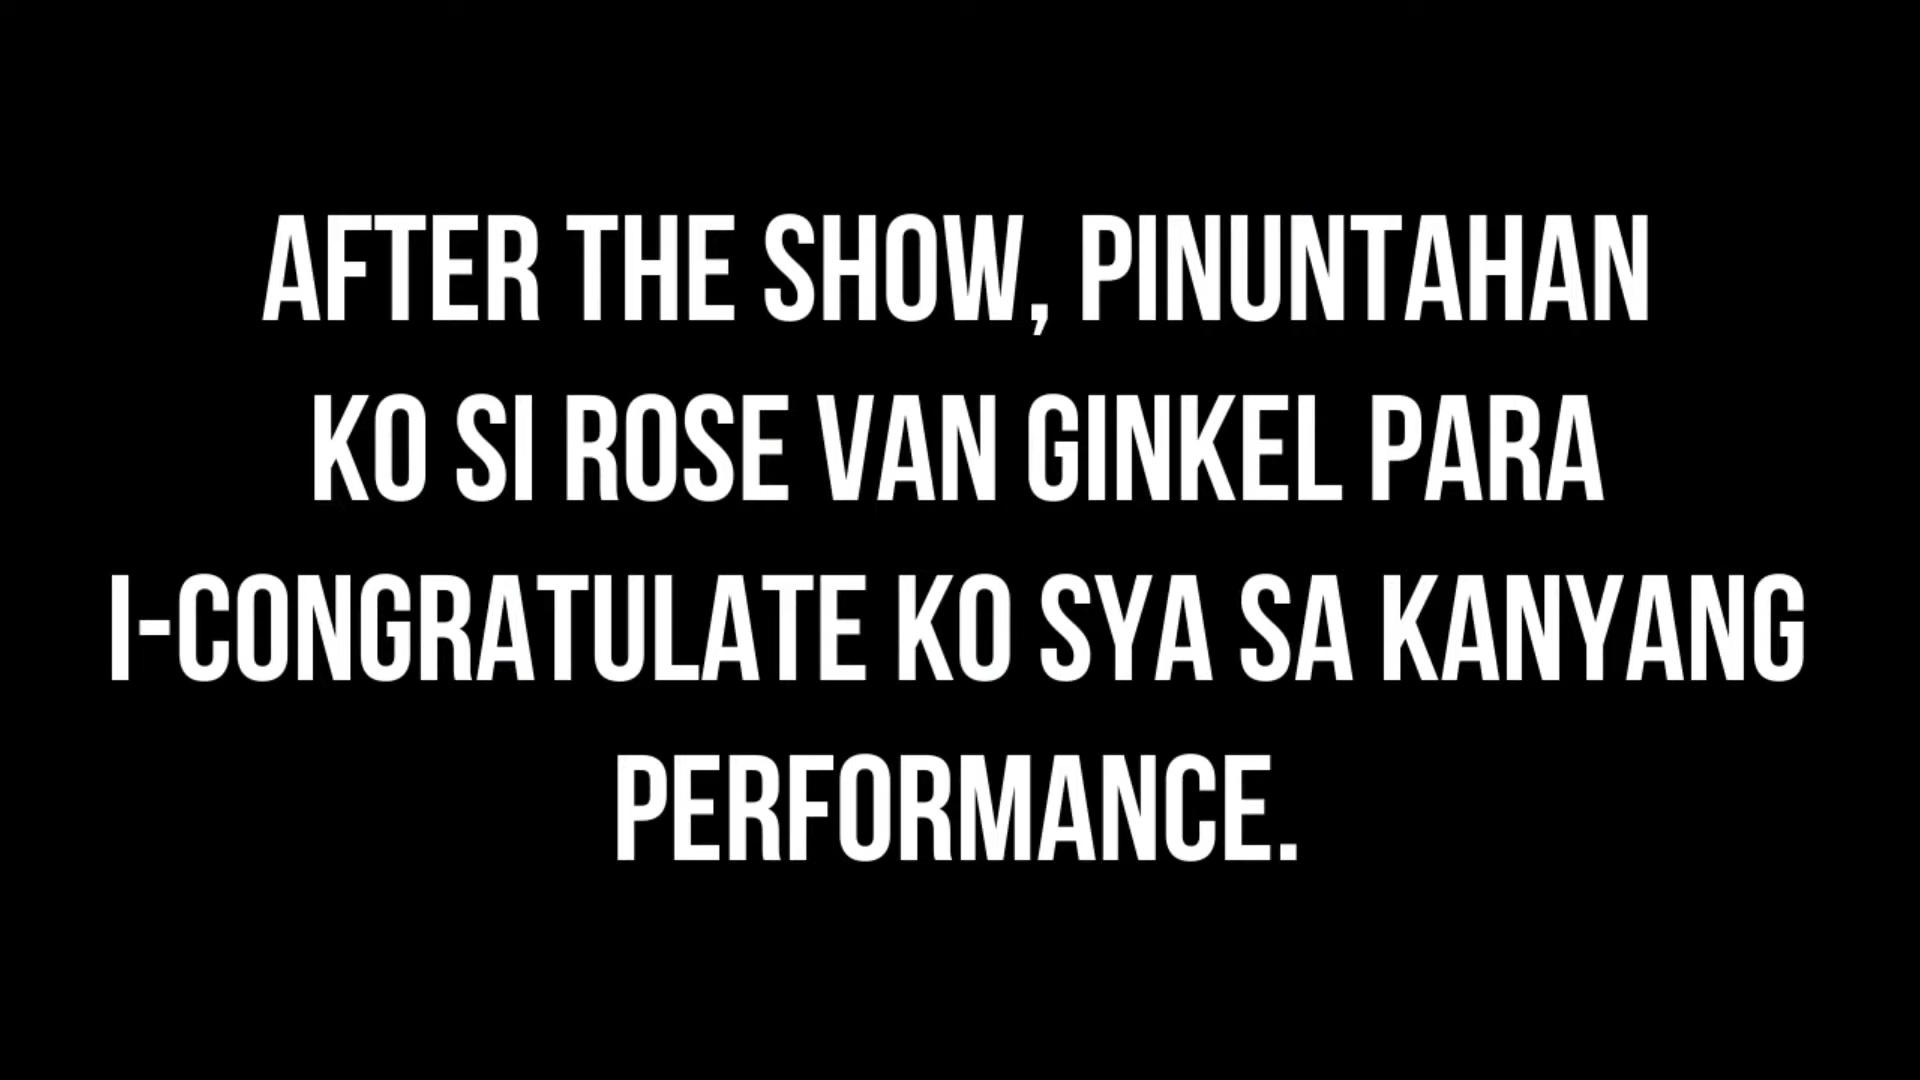 AFTER THE SHOW, PINUNTAHAN
KO SI ROSE VAN GINKEL PARA
I-CONGRATULATE KO SYA SA KANYANG
PERFORMANCE.